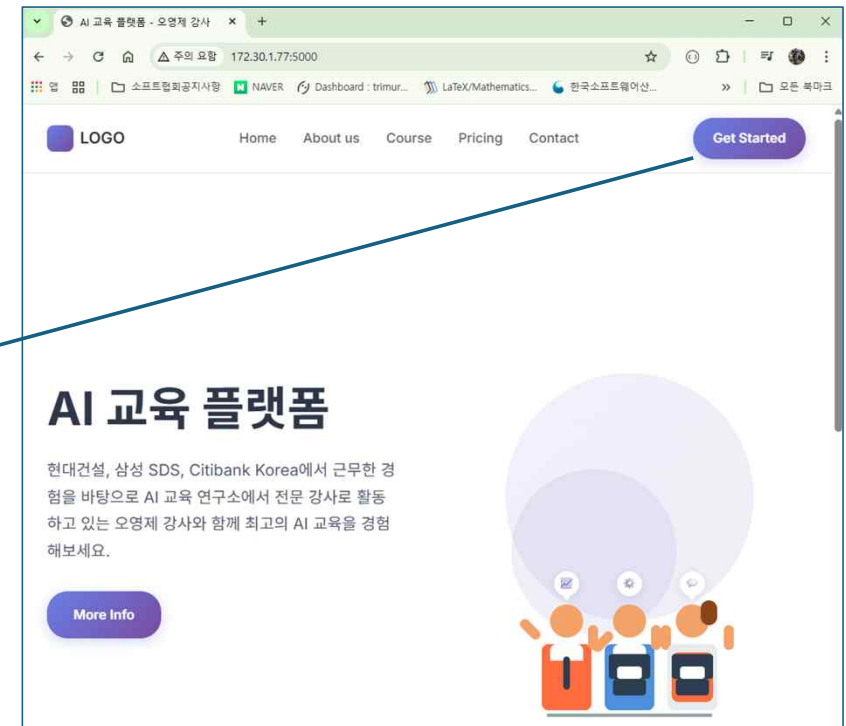 AI 교육 플랫폼 - 오영제 강사
주의 요함 172.30.1.77:5000
앱 소프트협회공지사항 NAVER Dashboard : trimur... LaTeX/Mathematics... 한국소프트웨어산... » 모든 북마크
LOGO Home About us Course Pricing Contact Get Started
AI 교육 플랫폼
현대건설, 삼성 SDS, Citibank Korea에서 근무한 경
험을 바탕으로 AI 교육 연구소에서 전문 강사로 활동
하고 있는 오영제 강사와 함께 최고의 AI 교육을 경험
해보세요.
More Info